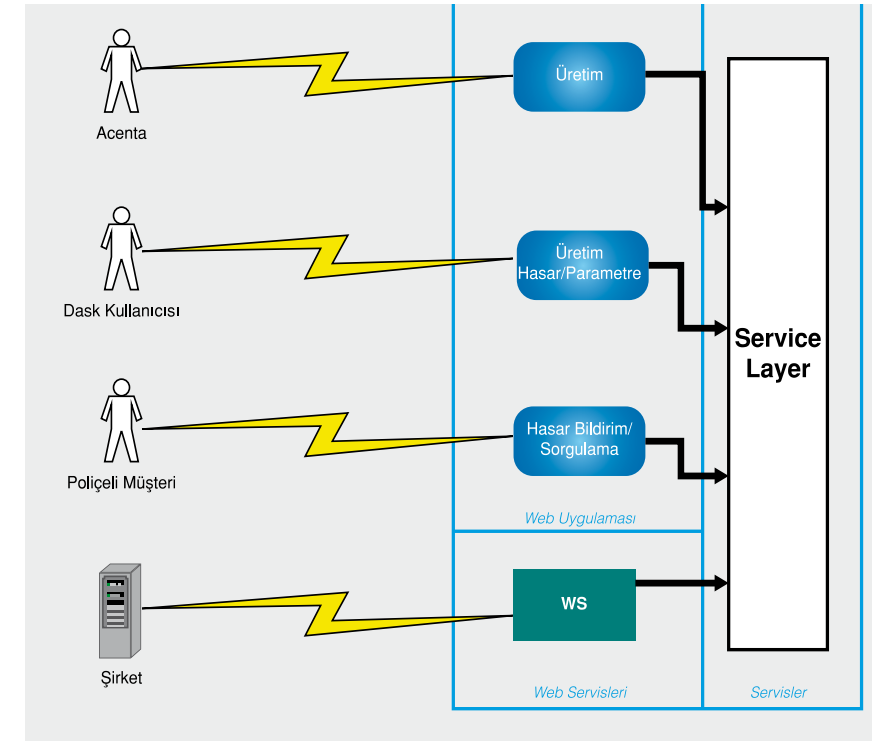 Üretim
Acenta
Üretim
Hasar/Parametre
Dask Kullanıcısı
Service
Layer
Hasar Bildirim/
Sorgulama
Poliçeli Müşteri
Web Uygulaması
WS
Şirket
Web Servisleri
Servisler